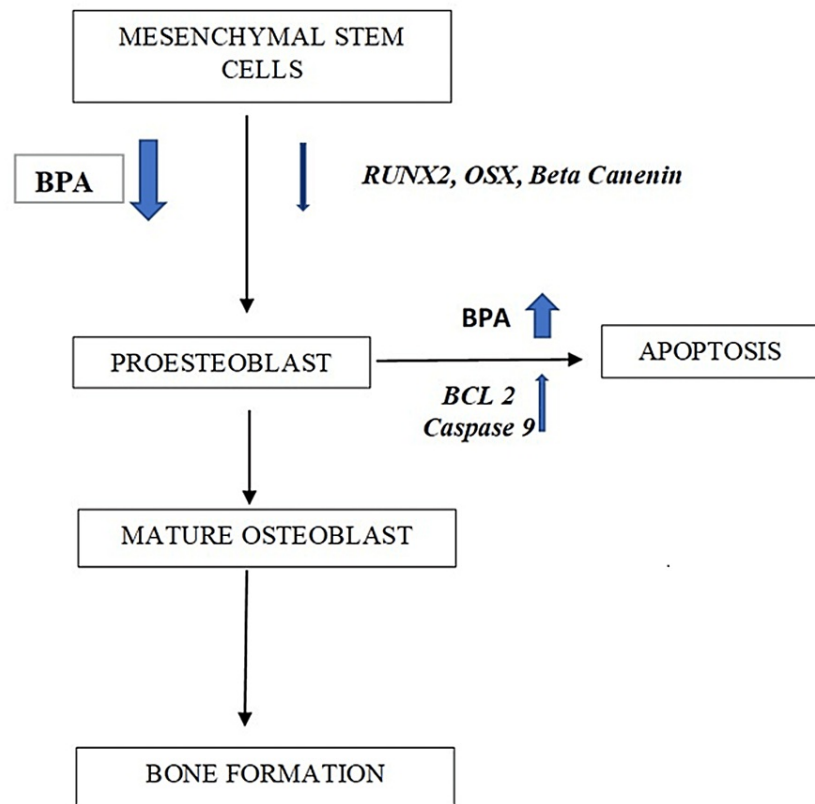 MESENCHYMAL STEM
CELLS
BPA
RUNX2, OSX, Beta Canenin
BPA
PROESTEOBLAST
APOPTOSIS
BCL 2
Caspase 9
MATURE OSTEOBLAST
BONE FORMATION